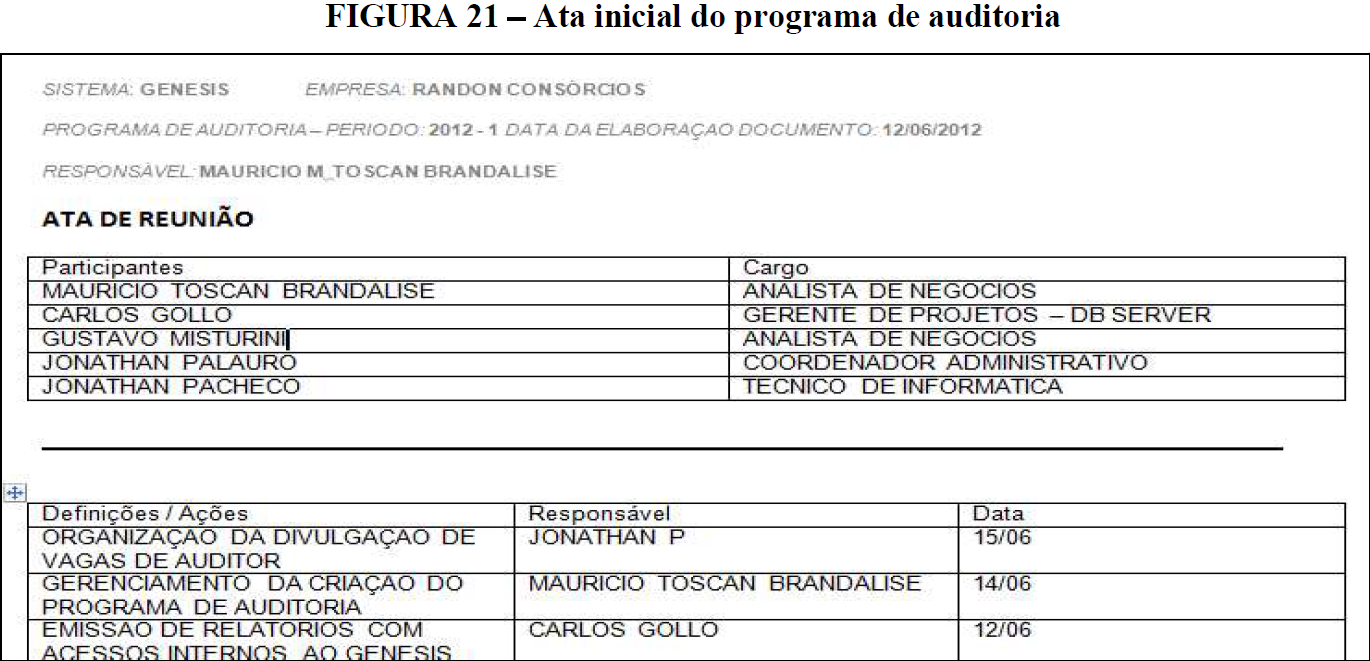 FIGURA 21 – Ata inicial do programa de auditoria
SISTEMA: GENESIS EMPRESA: RANDON CONSÓRCIOS
PROGRAMA DE AUDITORIA – PERIODO: 2012 - 1 DATA DA ELABORAÇAO DOCUMENTO: 12/06/2012
RESPONSÁVEL: MAURICIO M_TOSCAN BRANDALISE
ATA DE REUNIÃO
Participantes Cargo
MAURICIO TOSCAN BRANDALISE ANALISTA DE NEGOCIOS
CARLOS GOLLO GERENTE DE PROJETOS – DB SERVER
GUSTAVO MISTURINI ANALISTA DE NEGOCIOS
JONATHAN PALAURO COORDENADOR ADMINISTRATIVO
JONATHAN PACHECO TECNICO DE INFORMATICA
Definições / Ações Responsável Data
ORGANIZAÇAO DA DIVULGAÇAO DE JONATHAN P 15/06
VAGAS DE AUDITOR
GERENCIAMENTO DA CRIAÇAO DO MAURICIO TOSCAN BRANDALISE 14/06
PROGRAMA DE AUDITORIA
EMISSAO DE RELATORIOS COM CARLOS GOLLO 12/06
ACESSOS INTERNOS AO GENESIS